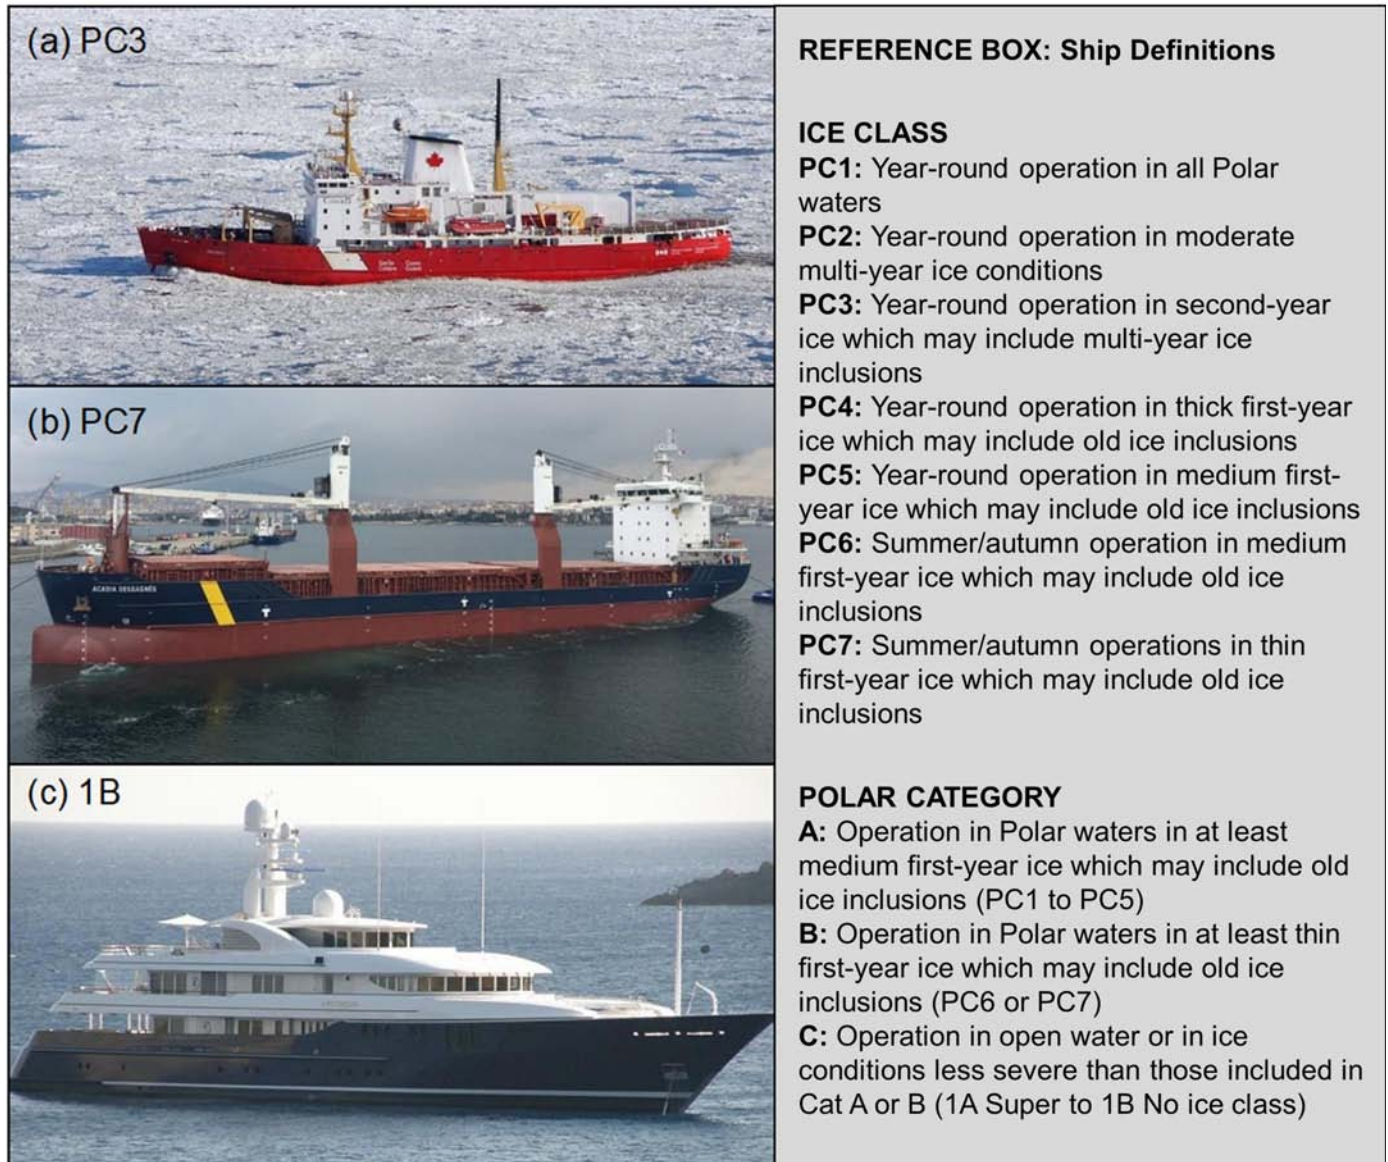 (a) PC3
(b) PC7
ACADIA DESGAGNÉS
(c) 1B
REFERENCE BOX: Ship Definitions
ICE CLASS
PC1: Year-round operation in all Polar
waters
PC2: Year-round operation in moderate
multi-year ice conditions
PC3: Year-round operation in second-year
ice which may include multi-year ice
inclusions
PC4: Year-round operation in thick first-year
ice which may include old ice inclusions
PC5: Year-round operation in medium first-
year ice which may include old ice inclusions
PC6: Summer/autumn operation in medium
first-year ice which may include old ice
inclusions
PC7: Summer/autumn operations in thin
first-year ice which may include old ice
inclusions
POLAR CATEGORY
A: Operation in Polar waters in at least
medium first-year ice which may include old
ice inclusions (PC1 to PC5)
B: Operation in Polar waters in at least thin
first-year ice which may include old ice
inclusions (PC6 or PC7)
C: Operation in open water or in ice
conditions less severe than those included in
Cat A or B (1A Super to 1B No ice class)